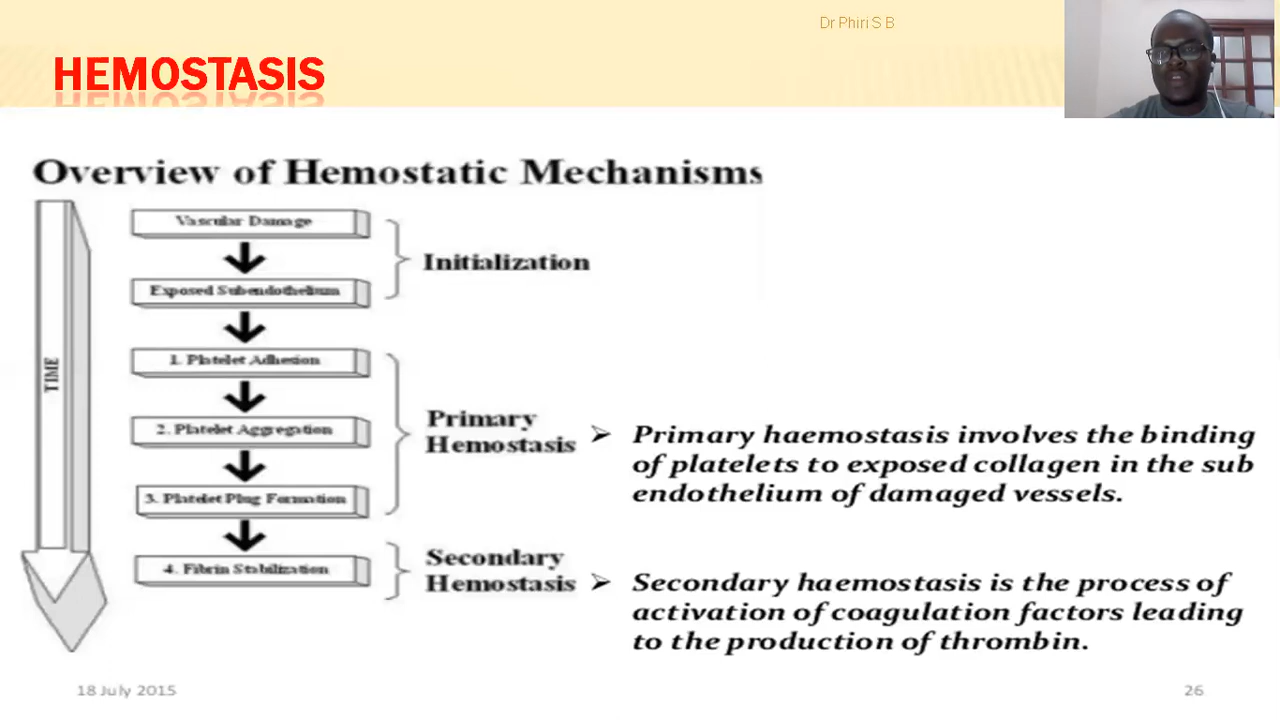 Dr Phiri S B
HEMOSTASIS
Overview of Hemostatic Mechanisms
TIME
Vascular Damage
Exposed Subendothelium
Initialization
1. Platelet Adhesion
2. Platelet Aggregation
3. Platelet Plug Formation
Primary
Hemostasis
➢ Primary haemostasis involves the binding
of platelets to exposed collagen in the sub
endothelium of damaged vessels.
4. Fibrin Stabilization
Secondary
Hemostasis
➢ Secondary haemostasis is the process of
activation of coagulation factors leading
to the production of thrombin.
18 July 2015
26